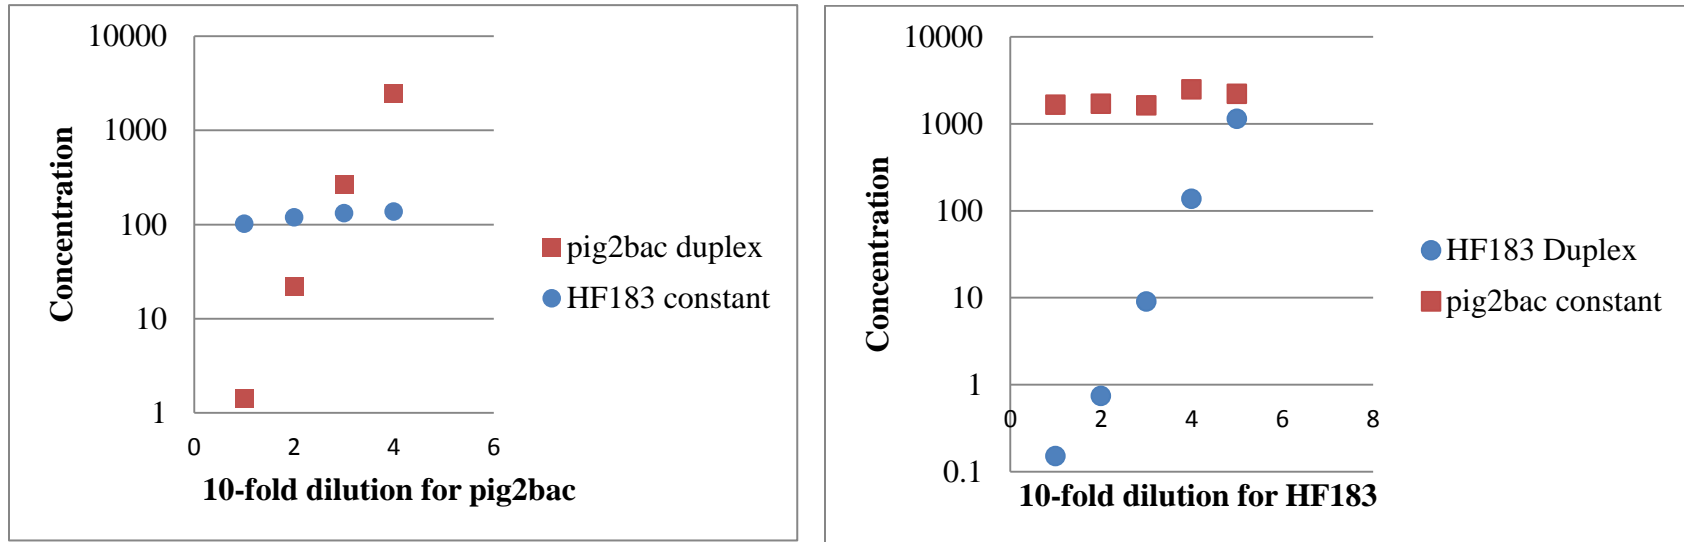 10000
1000
100
10
1
Concentration
0 2 4 6
10-fold dilution for pig2bac
pig2bac duplex
HF183 constant
10000
1000
100
10
1
0.1
Concentration
0 2 4 6 8
10-fold dilution for HF183
HF183 Duplex
pig2bac constant